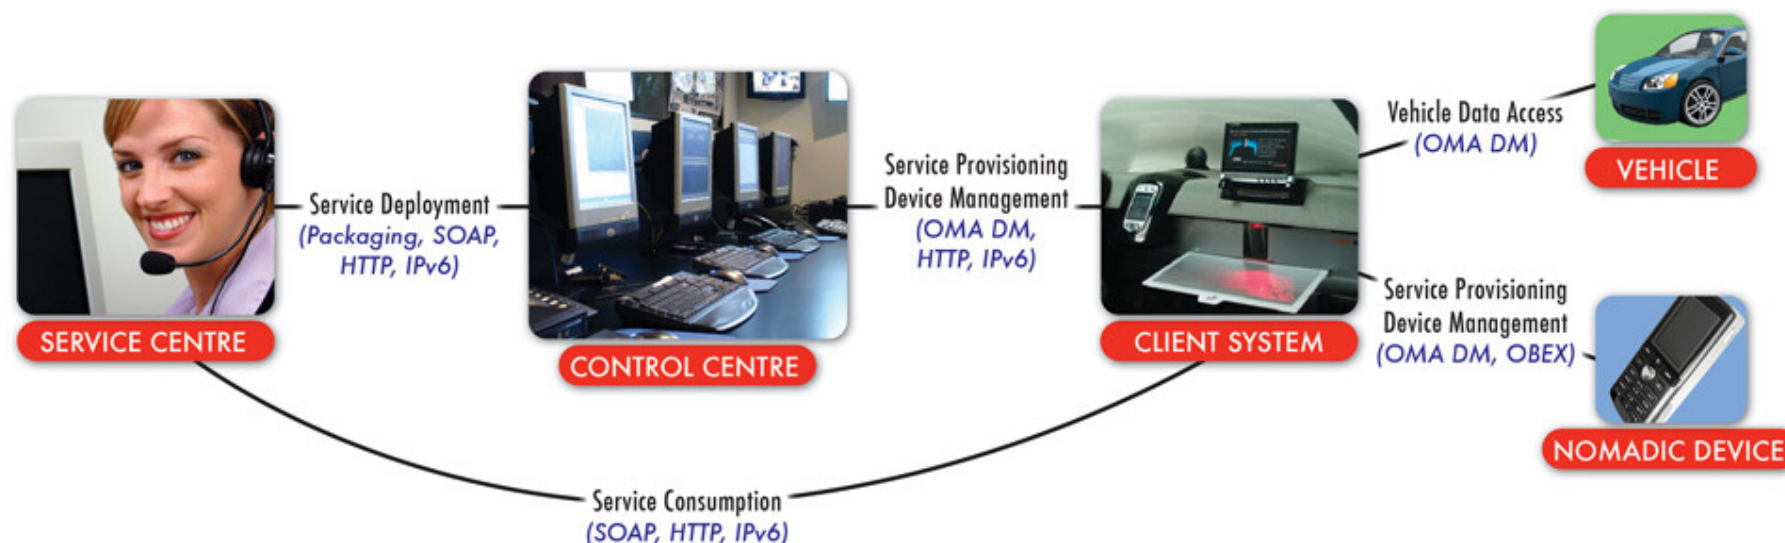 SERVICE CENTRE
Service Deployment
(Packaging, SOAP,
HTTP, IPv6)
CONTROL CENTRE
Service Provisioning
Device Management
(OMA DM,
HTTP, IPv6)
CLIENT SYSTEM
Vehicle Data Access
(OMA DM)
VEHICLE
Service Provisioning
Device Management
(OMA DM, OBEX)
NOMADIC DEVICE
Service Consumption
(SOAP, HTTP, IPv6)